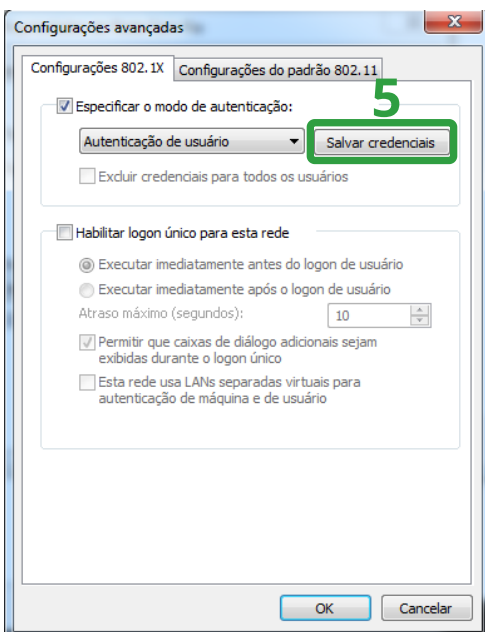 Configurações avançadas
Configurações 802.1X
Configurações do padrão 802.11
5
Especificar o modo de autenticação:
Autenticação de usuário
Salvar credenciais
Excluir credenciais para todos os usuários
Habilitar logon único para esta rede
Executar imediatamente antes do logon de usuário
Executar imediatamente após o logon de usuário
Atraso máximo (segundos):
10
Permitir que caixas de diálogo adicionais sejam
exibidas durante o logon único
Esta rede usa LANs separadas virtuais para
autenticação de máquina e de usuário
OK
Cancelar